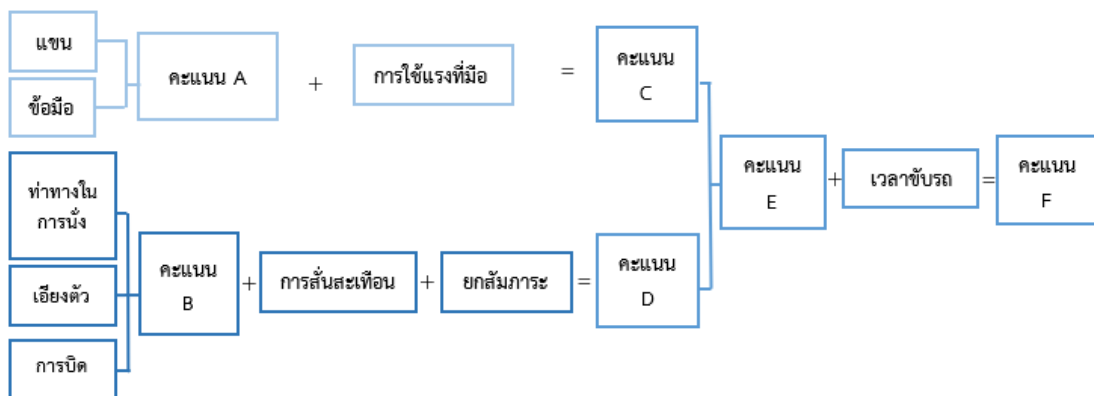 แขน
ข้อมือ
คะแนน A
+
การใช้แรงที่มือ
=
คะแนน
C
ท่าทางใน
การนั่ง
เอียงตัว
การบิด
คะแนน
B
+
การสั่นสะเทือน
+
ยกสัมภาระ
=
คะแนน
D
คะแนน
E
+
เวลาขับรถ
=
คะแนน
F